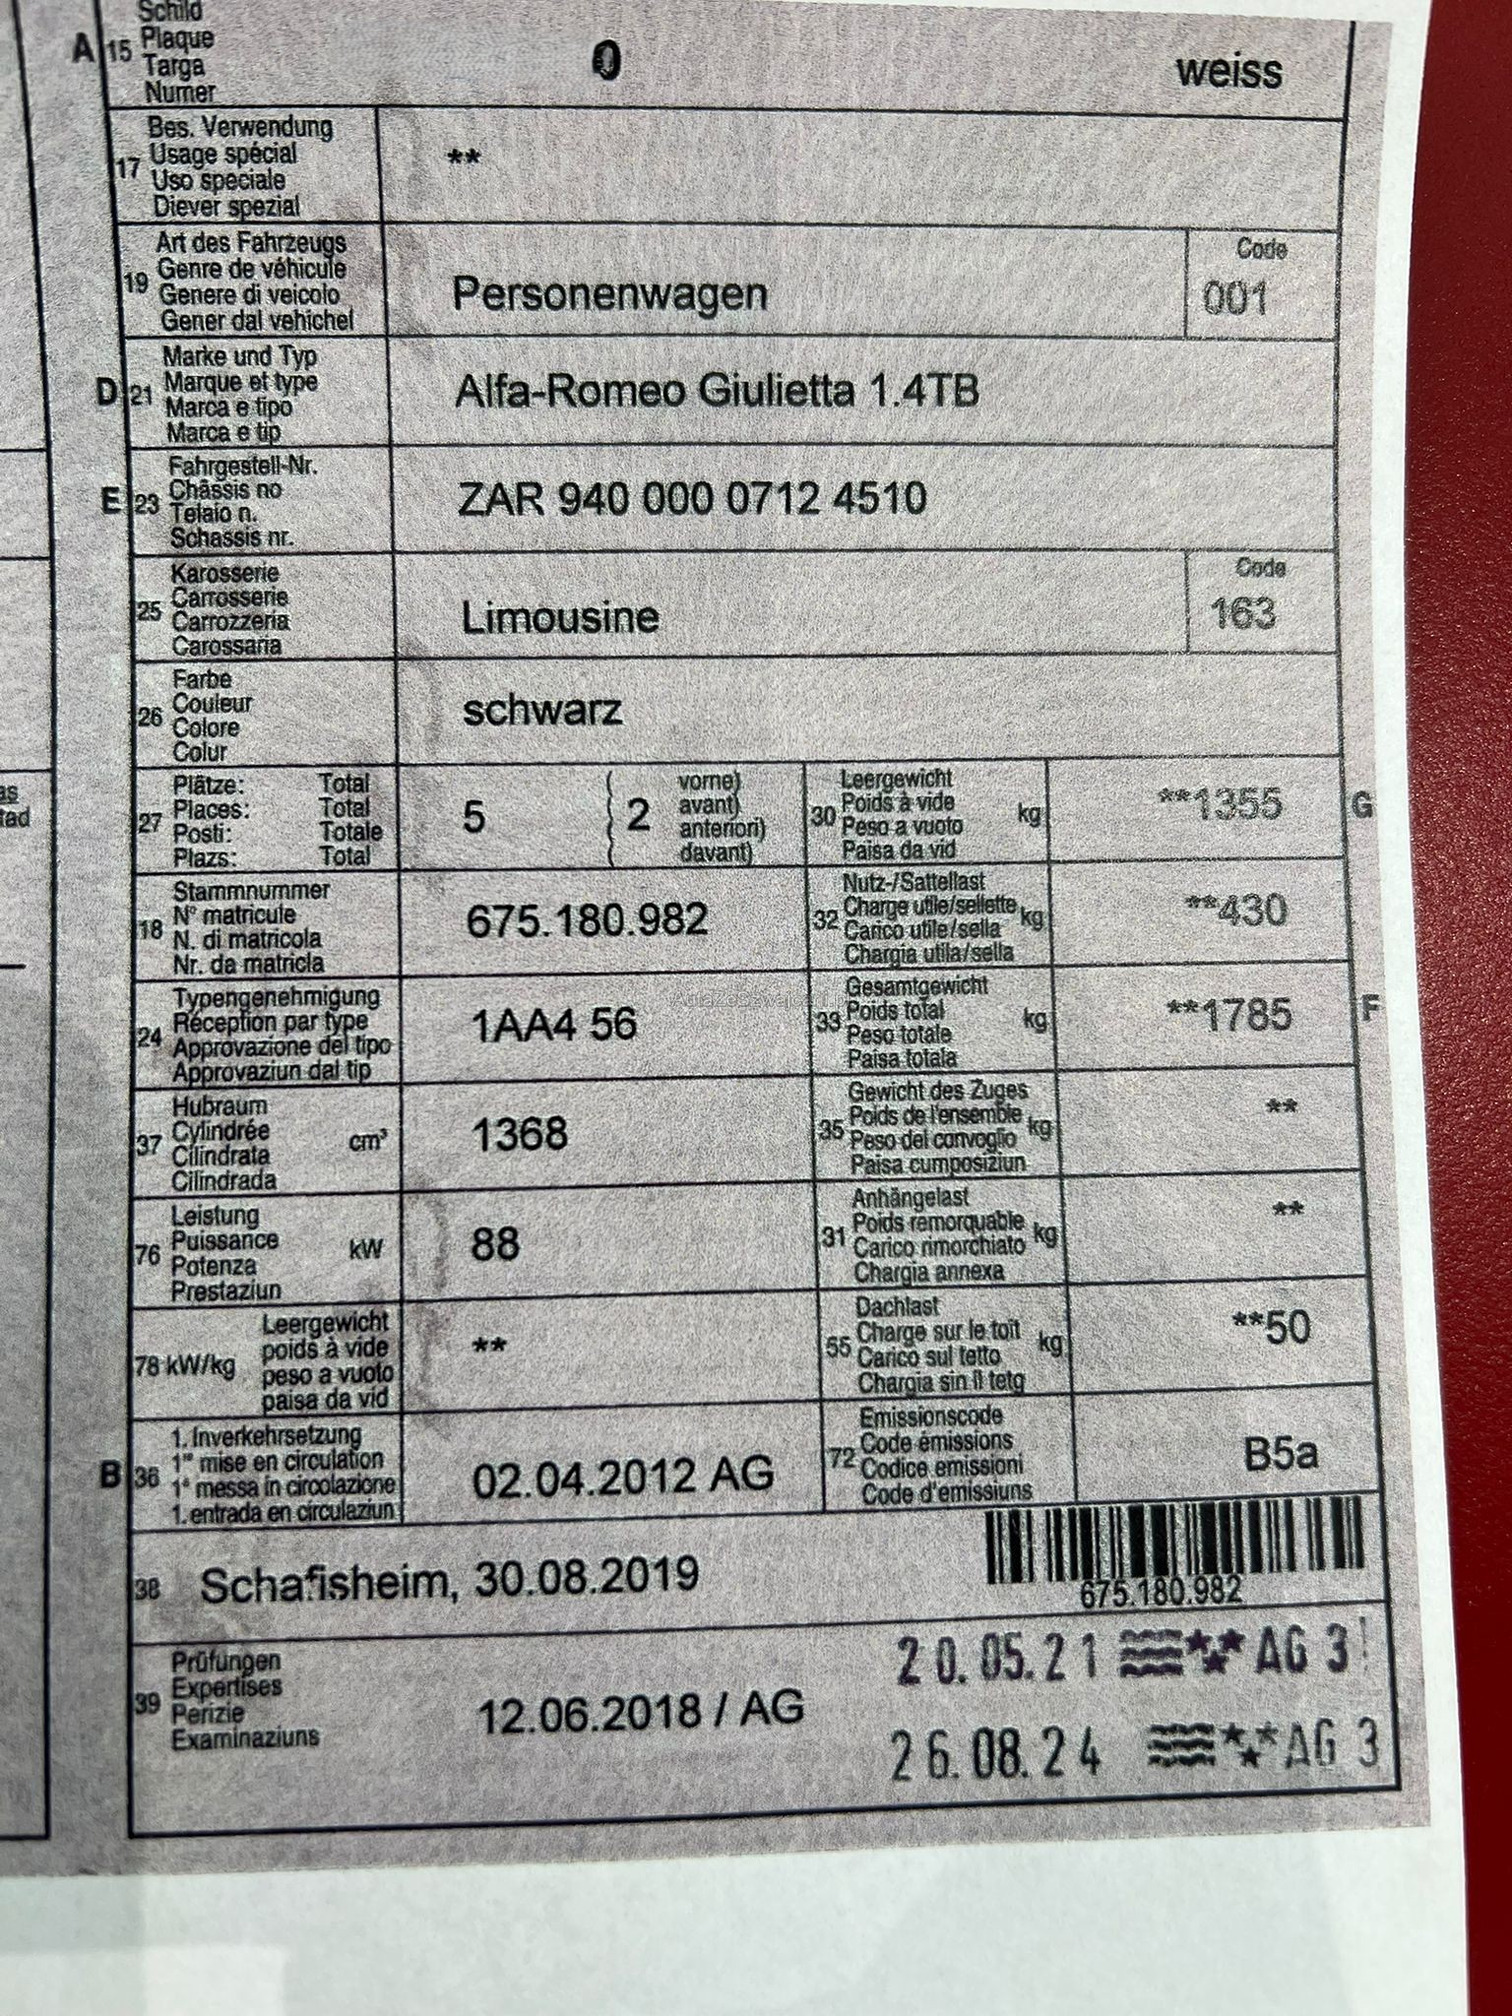 Schild
A 15 Plaque
Targa
Numer
0
weiss
17 Bes. Verwendung
Usage spécial
Uso speciale
Diever spezial
**
19 Art des Fahrzeugs
Genre de véhicule
Genere di veicolo
Gener dal vehichel
Personenwagen
Code
001
D 21 Marke und Typ
Marque et type
Marca e tipo
Marca e tip
Alfa-Romeo Giulietta 1.4TB
E 23 Fahrgestell-Nr.
Châssis no
Telaio n.
Schassis nr.
ZAR 940 000 0712 4510
25 Karosserie
Carrosserie
Carrozzeria
Carossaria
Limousine
Code
163
26 Farbe
Couleur
Colore
Colur
schwarz
27 Plätze: Total
Places: Total
Posti: Totale
Plazs: Total
5
( 2 vorne)
avant)
anteriori)
davant)
30 Leergewicht
Poids à vide kg
Peso a vuoto
Paisa da vid
**1355 G
18 Stammnummer
N° matricule
N. di matricola
Nr. da matricla
675.180.982
32 Nutz-/Sattellast
Charge utile/sellette kg
Carico utile/sella
Chargia utila/sella
**430
24 Typengenehmigung
Réception par type
Approvazione del tipo
Approvaziun dal tip
1AA4 56
33 Gesamtgewicht
Poids total kg
Peso totale
Paisa totala
**1785 F
37 Hubraum
Cylindrée cm³
Cilindrata
Cilindrada
1368
35 Gewicht des Zuges
Poids de l'ensemble kg
Peso del convoglio
Paisa cumposiziun
**
76 Leistung
Puissance kW
Potenza
Prestaziun
88
31 Anhängelast
Poids remorquable kg
Carico rimorchiato
Chargia annexa
**
78 kW/kg Leergewicht
poids à vide
peso a vuoto
paisa da vid
**
55 Dachlast
Charge sur le toit kg
Carico sul tetto
Chargia sin il tetg
**50
B 36 1. Inverkehrsetzung
1re mise en circulation
1a messa in circolazione
1. entrada en circulaziun
02.04.2012 AG
72 Emissionscode
Code émissions
Codice emissioni
Code d'emissiuns
B5a
38 Schafisheim, 30.08.2019
675.180.982
39 Prüfungen
Expertises
Perizie
Examinaziuns
12.06.2018 / AG
20.05.21 AG 3
26.08.24 AG 3